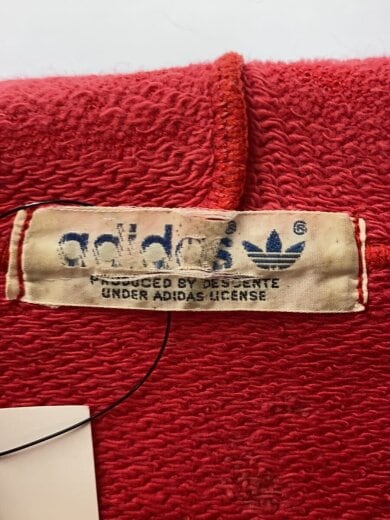 adidas® ®
PRODUCED BY DESCENTE
UNDER ADIDAS LICENSE